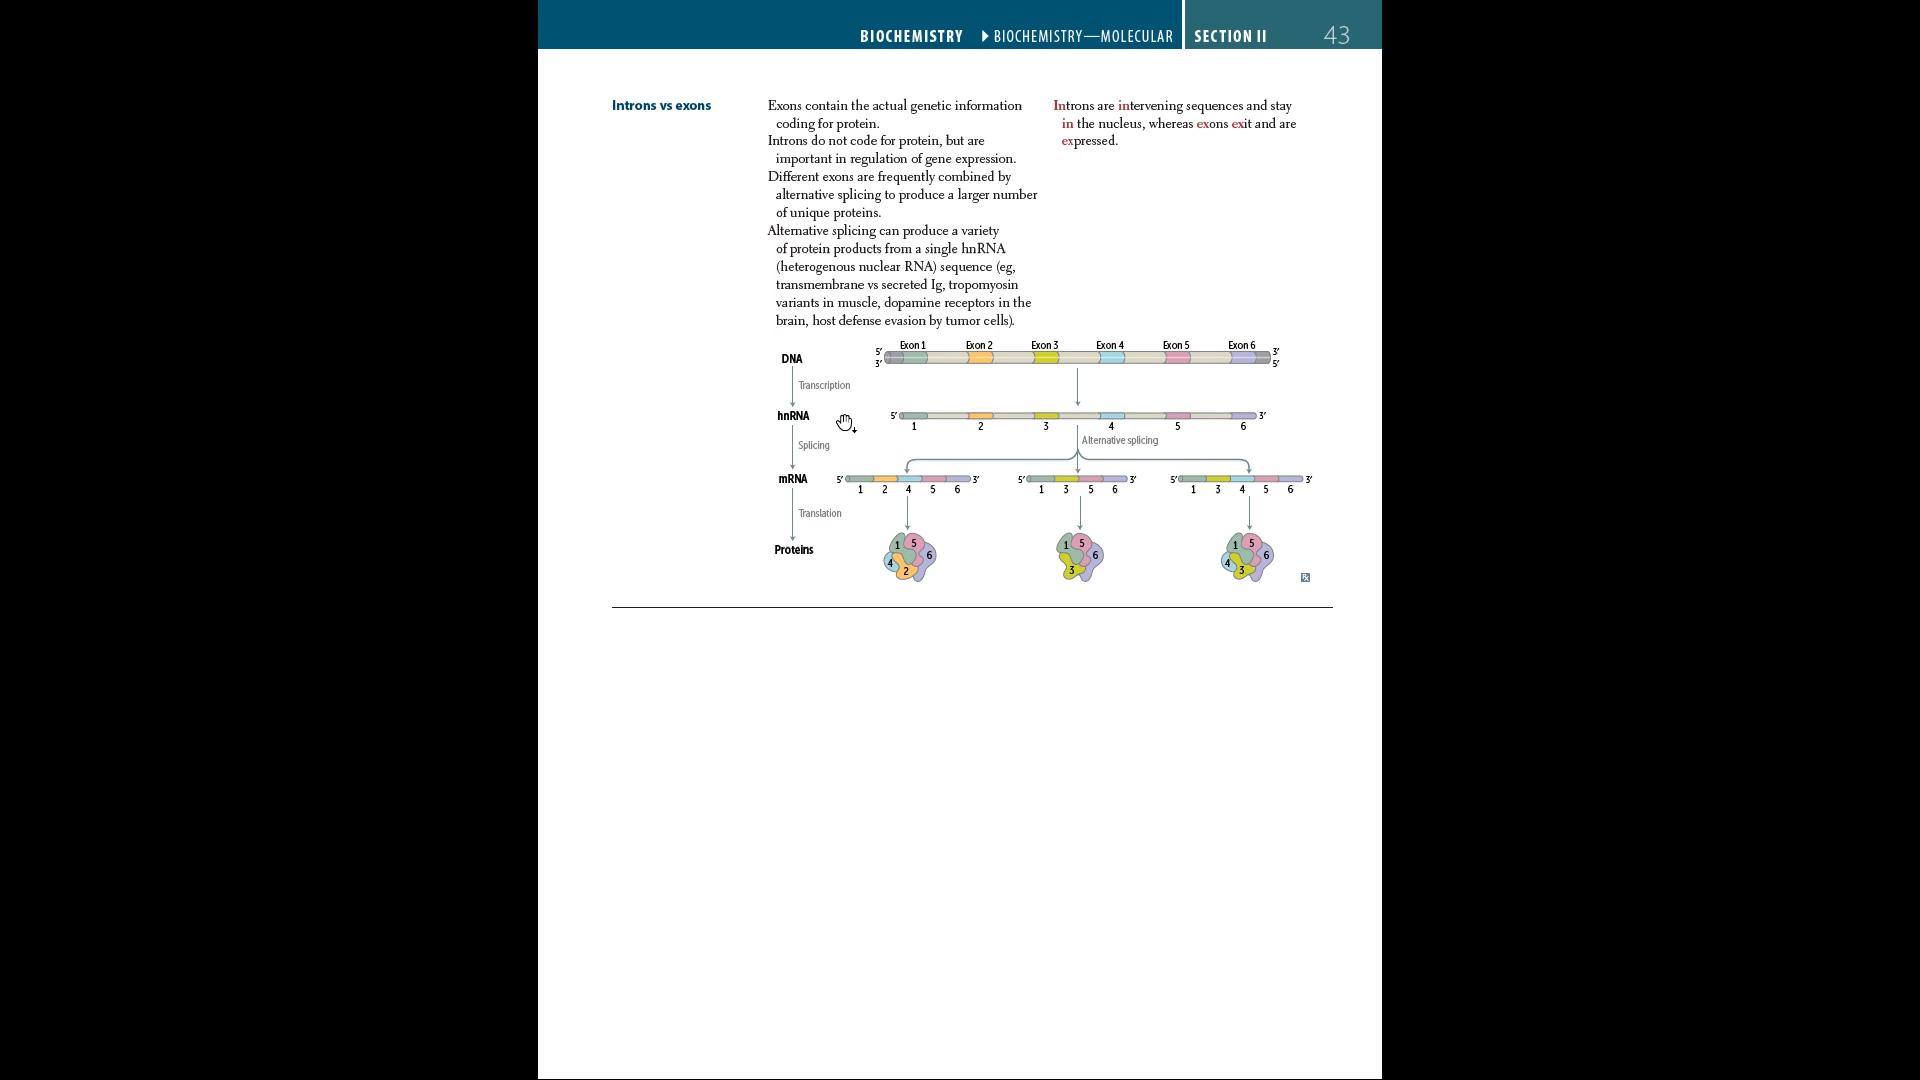 BIOCHEMISTRY ▶ BIOCHEMISTRY—MOLECULAR SECTION II 43
Introns vs exons
Exons contain the actual genetic information
coding for protein.
Introns do not code for protein, but are
important in regulation of gene expression.
Different exons are frequently combined by
alternative splicing to produce a larger number
of unique proteins.
Alternative splicing can produce a variety
of protein products from a single hnRNA
(heterogenous nuclear RNA) sequence (eg,
transmembrane vs secreted Ig, tropomyosin
variants in muscle, dopamine receptors in the
brain, host defense evasion by tumor cells).
Introns are intervening sequences and stay
in the nucleus, whereas exons exit and are
expressed.
Exon 1 Exon 2 Exon 3 Exon 4 Exon 5 Exon 6
5′ 3′
DNA
3′ 5′
Transcription
hnRNA 5′ 3′
1 2 3 4 5 6
Alternative splicing
Splicing
mRNA 5′ 3′ 5′ 3′ 5′ 3′
1 2 4 5 6 1 3 5 6 1 3 4 5 6
Translation
Proteins
1 5 6 4 2
1 5 6 3
1 5 6 4 3
Rx